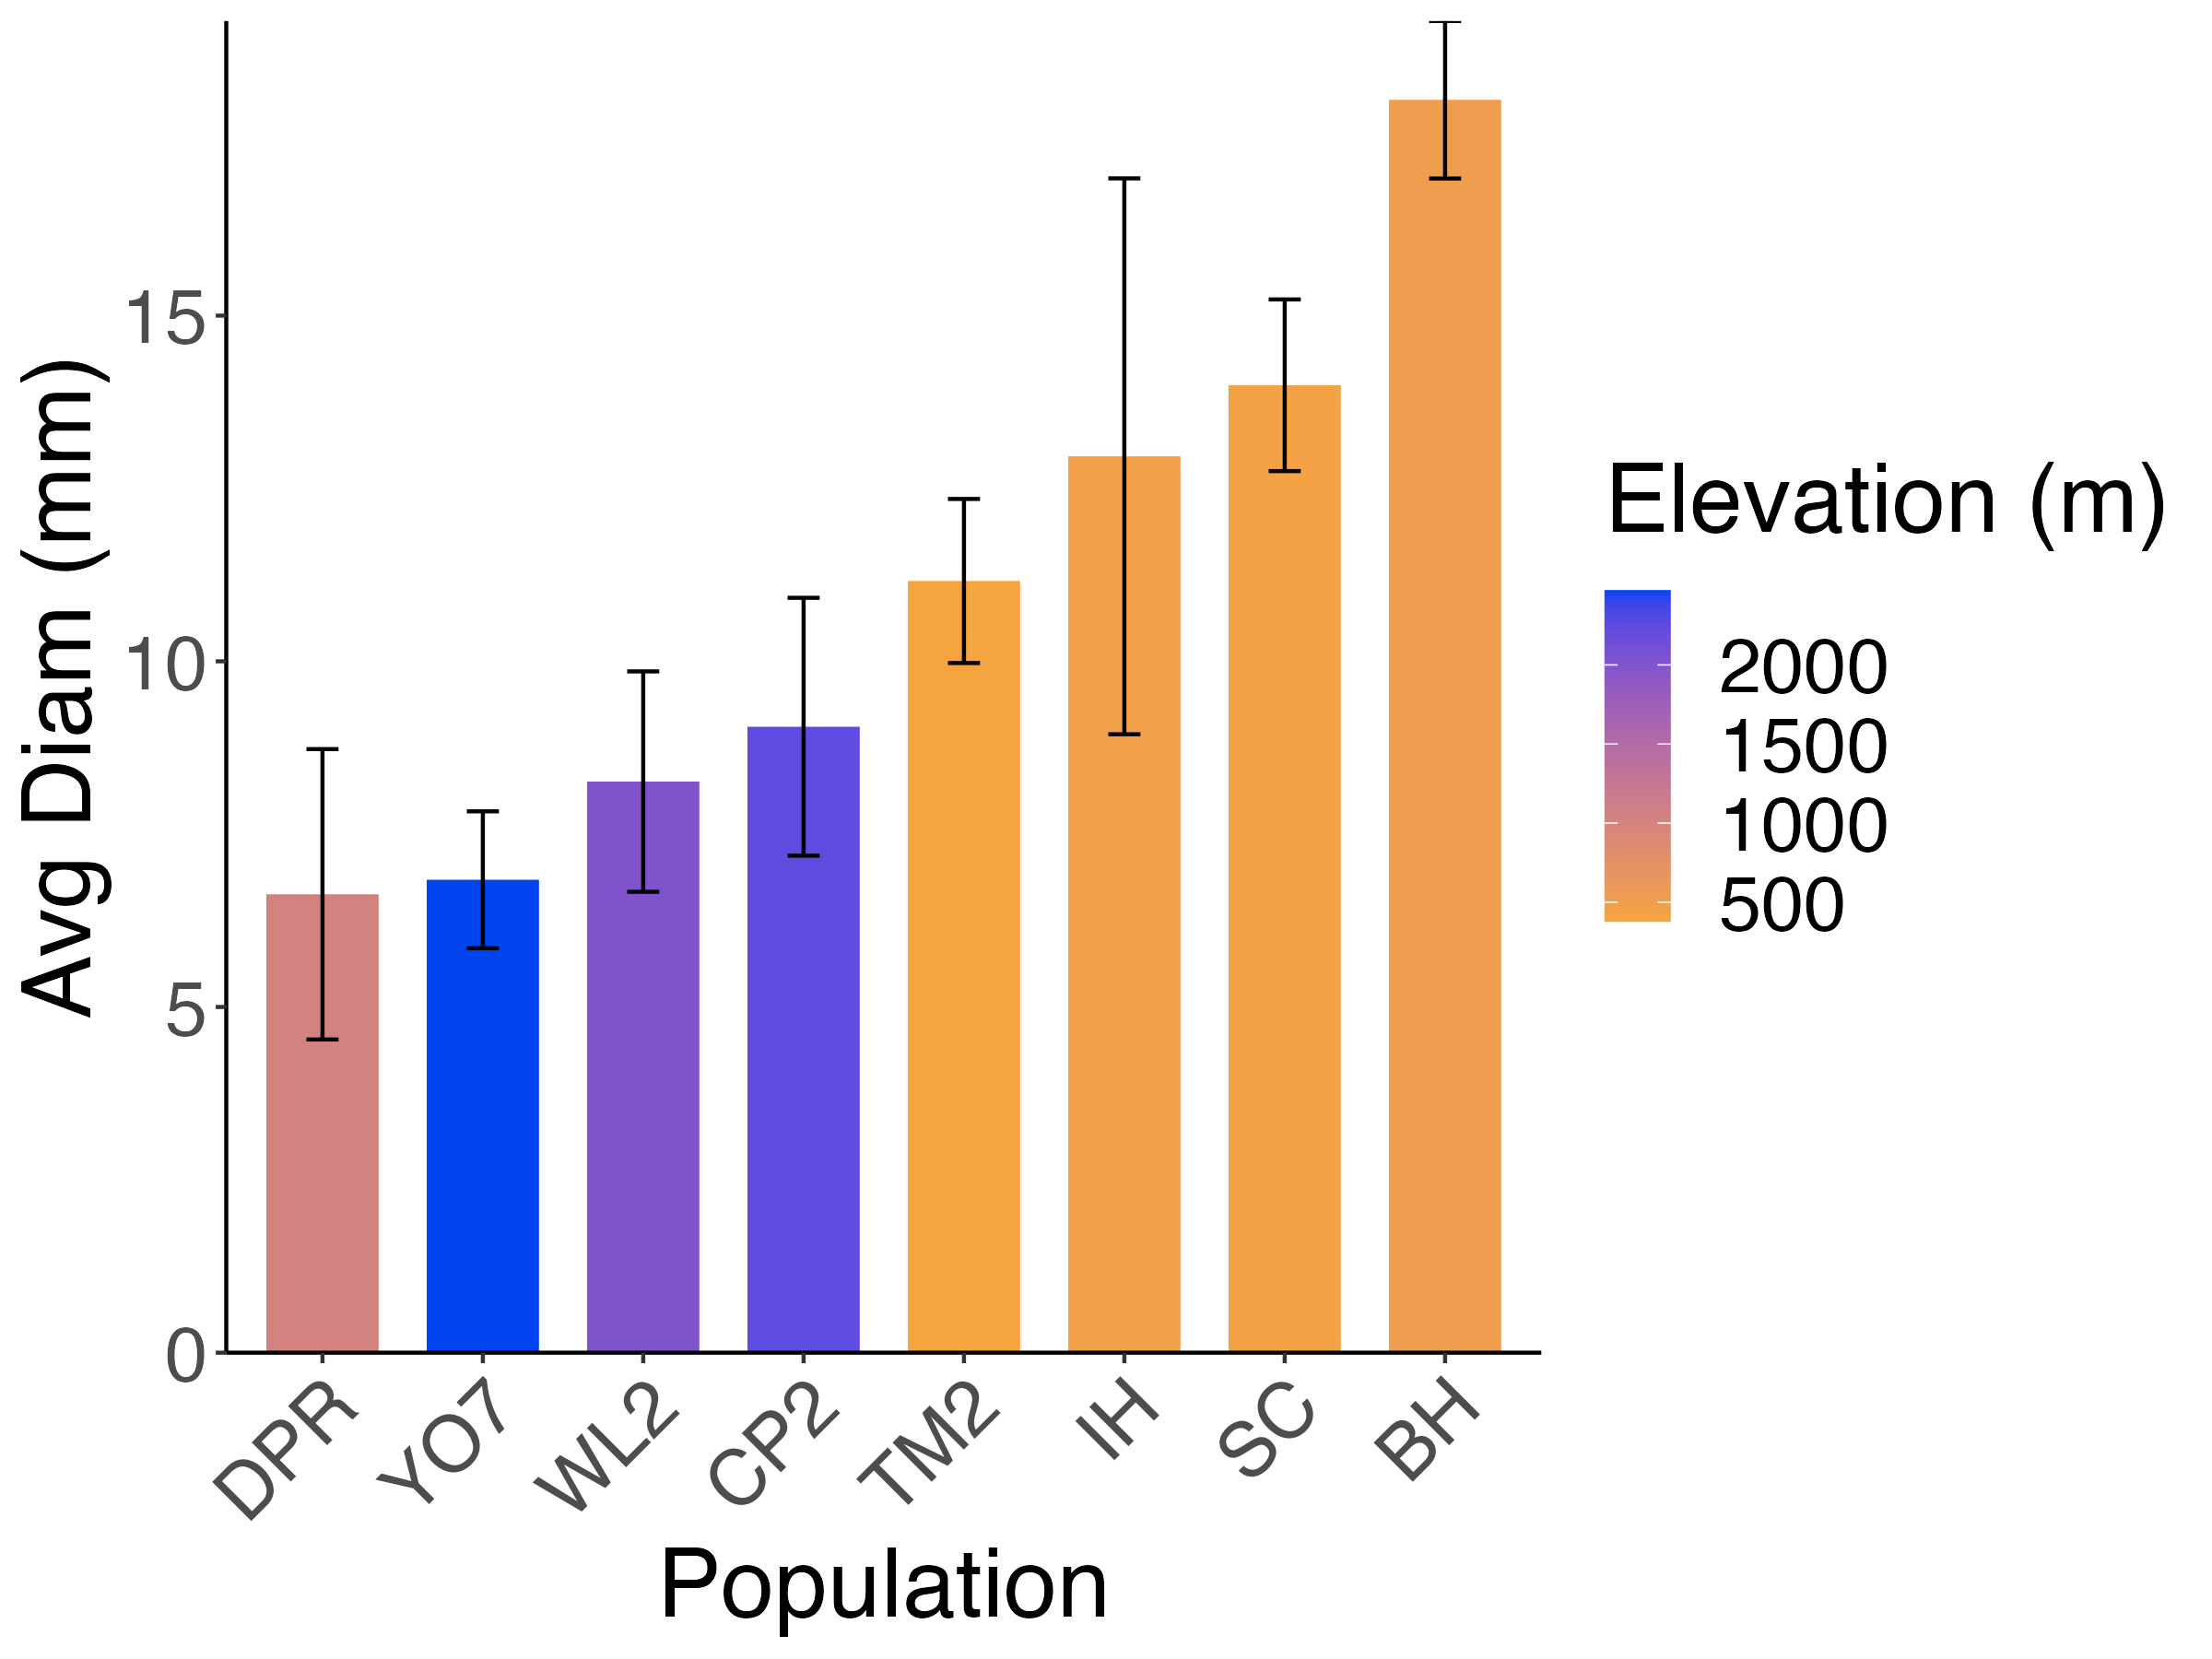 Avg Diam (mm)
15
10
5
0
DPR
YO7
WL2
CP2
TM2
IH
SC
BH
Population
Elevation (m)
2000
1500
1000
500